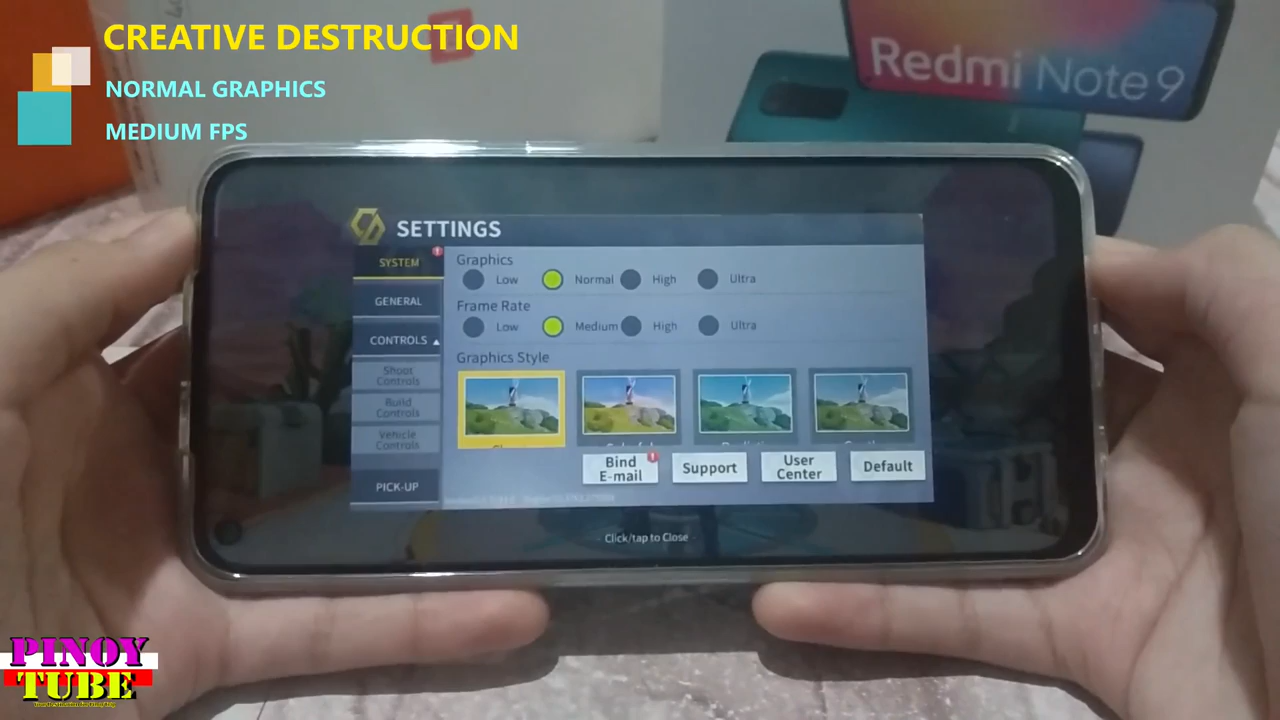 CREATIVE DESTRUCTION
NORMAL GRAPHICS
MEDIUM FPS
Redmi Note 9
SETTINGS
SYSTEM
GENERAL
CONTROLS
Shoot
Controls
Build
Controls
Vehicle
Controls
PICK-UP
Graphics
Low Normal High Ultra
Frame Rate
Low Medium High Ultra
Graphics Style
Bind
E-mail
Support
User
Center
Default
Click/tap to Close
PINOY
TUBE